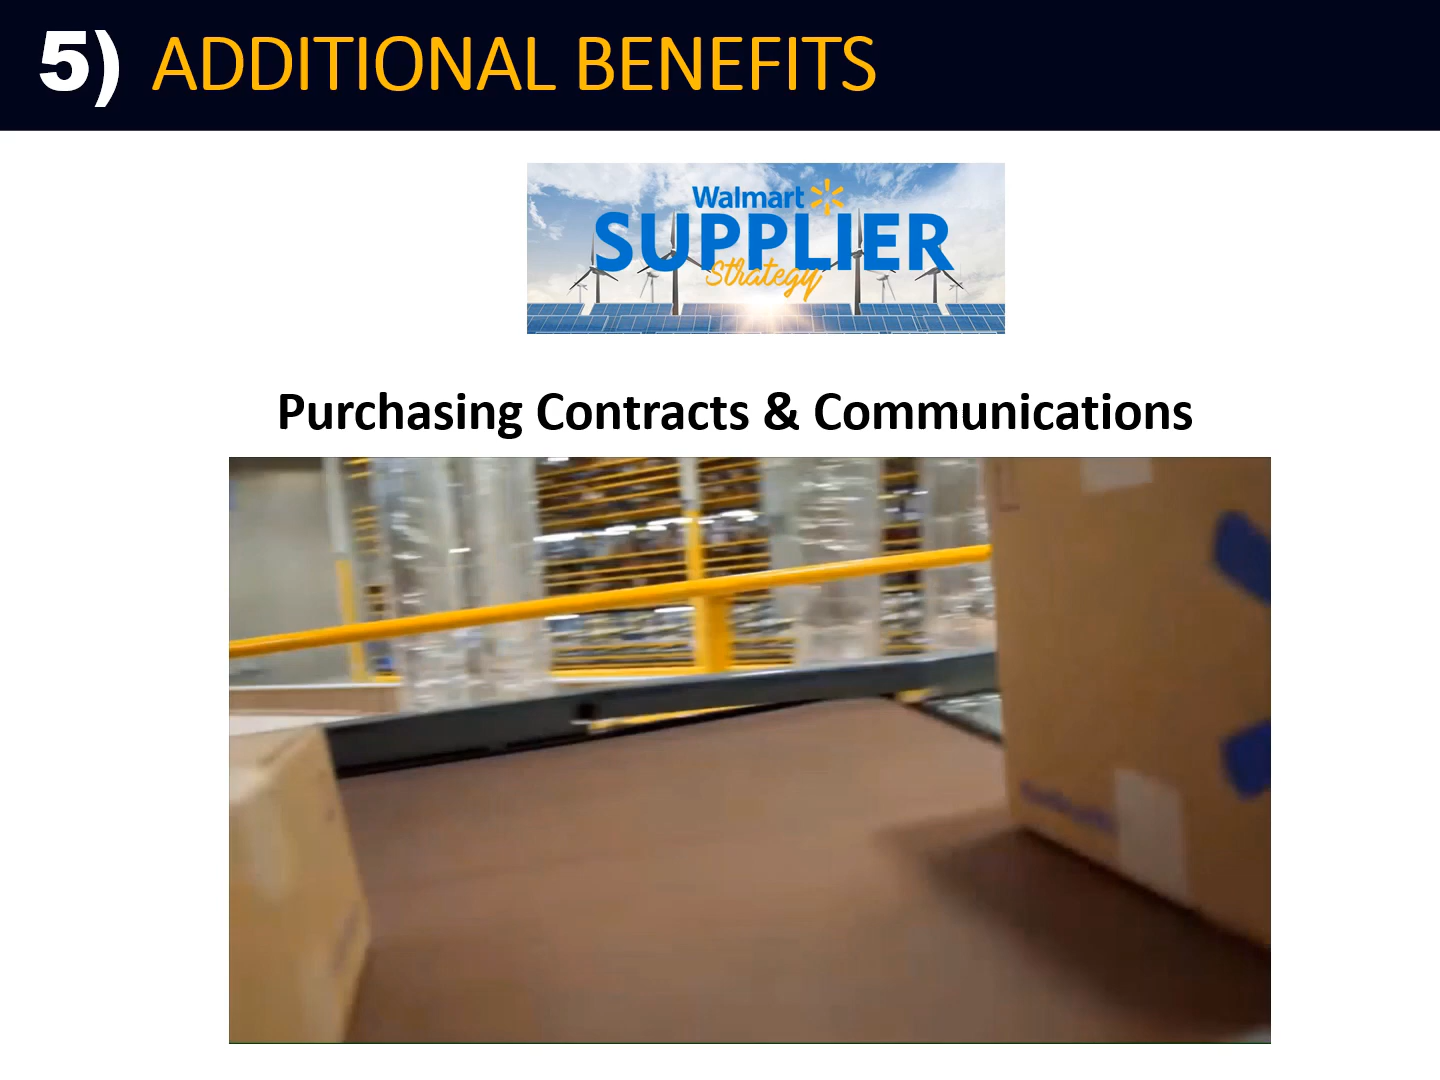 5) ADDITIONAL BENEFITS
Walmart
SUPPLIER
Strategy
Purchasing Contracts & Communications